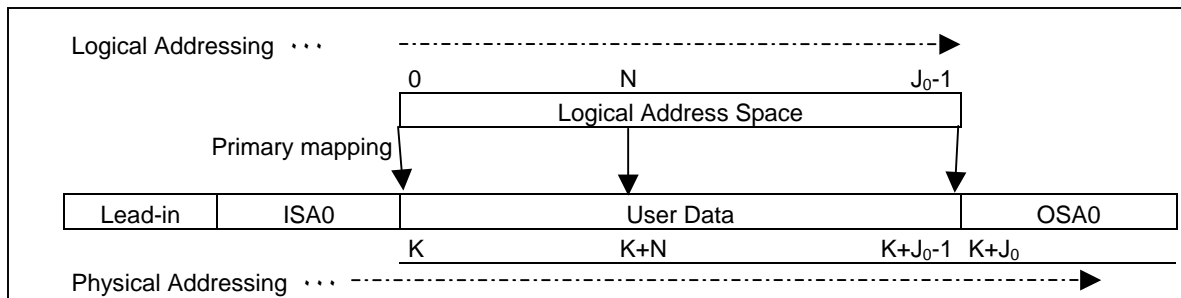 Logical Addressing ···
0 N J₀-1
Logical Address Space
Primary mapping
Lead-in ISA0 User Data OSA0
K K+N K+J₀-1 K+J₀
Physical Addressing ···